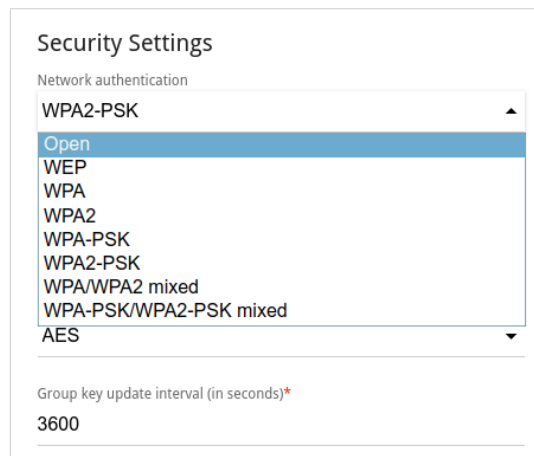 Security Settings
Network authentication
WPA2-PSK
Open
WEP
WPA
WPA2
WPA-PSK
WPA2-PSK
WPA/WPA2 mixed
WPA-PSK/WPA2-PSK mixed
AES
Group key update interval (in seconds)*
3600